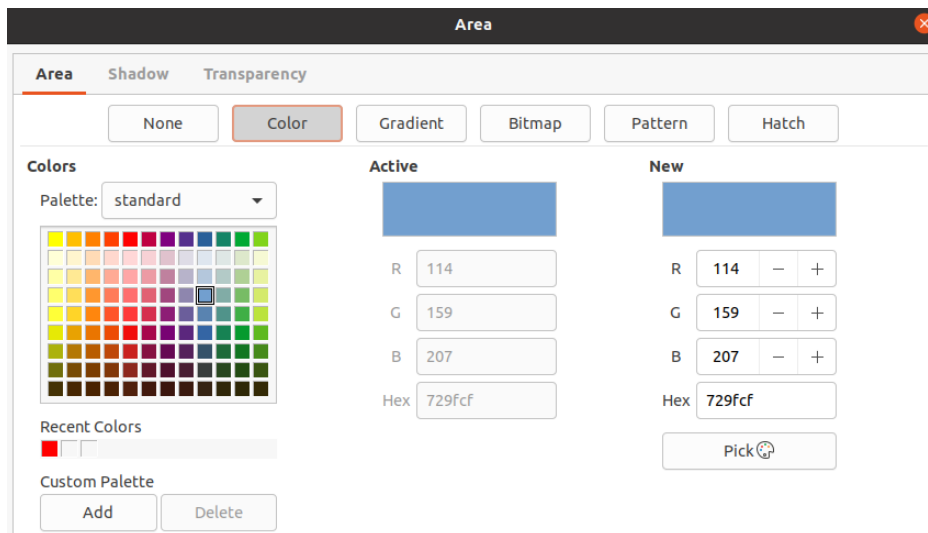 Area
Area Shadow Transparency
None Color Gradient Bitmap Pattern Hatch
Colors Active New
Palette: standard
R 114 R 114 − +
G 159 G 159 − +
B 207 B 207 − +
Hex 729fcf Hex 729fcf
Recent Colors
Pick
Custom Palette
Add Delete